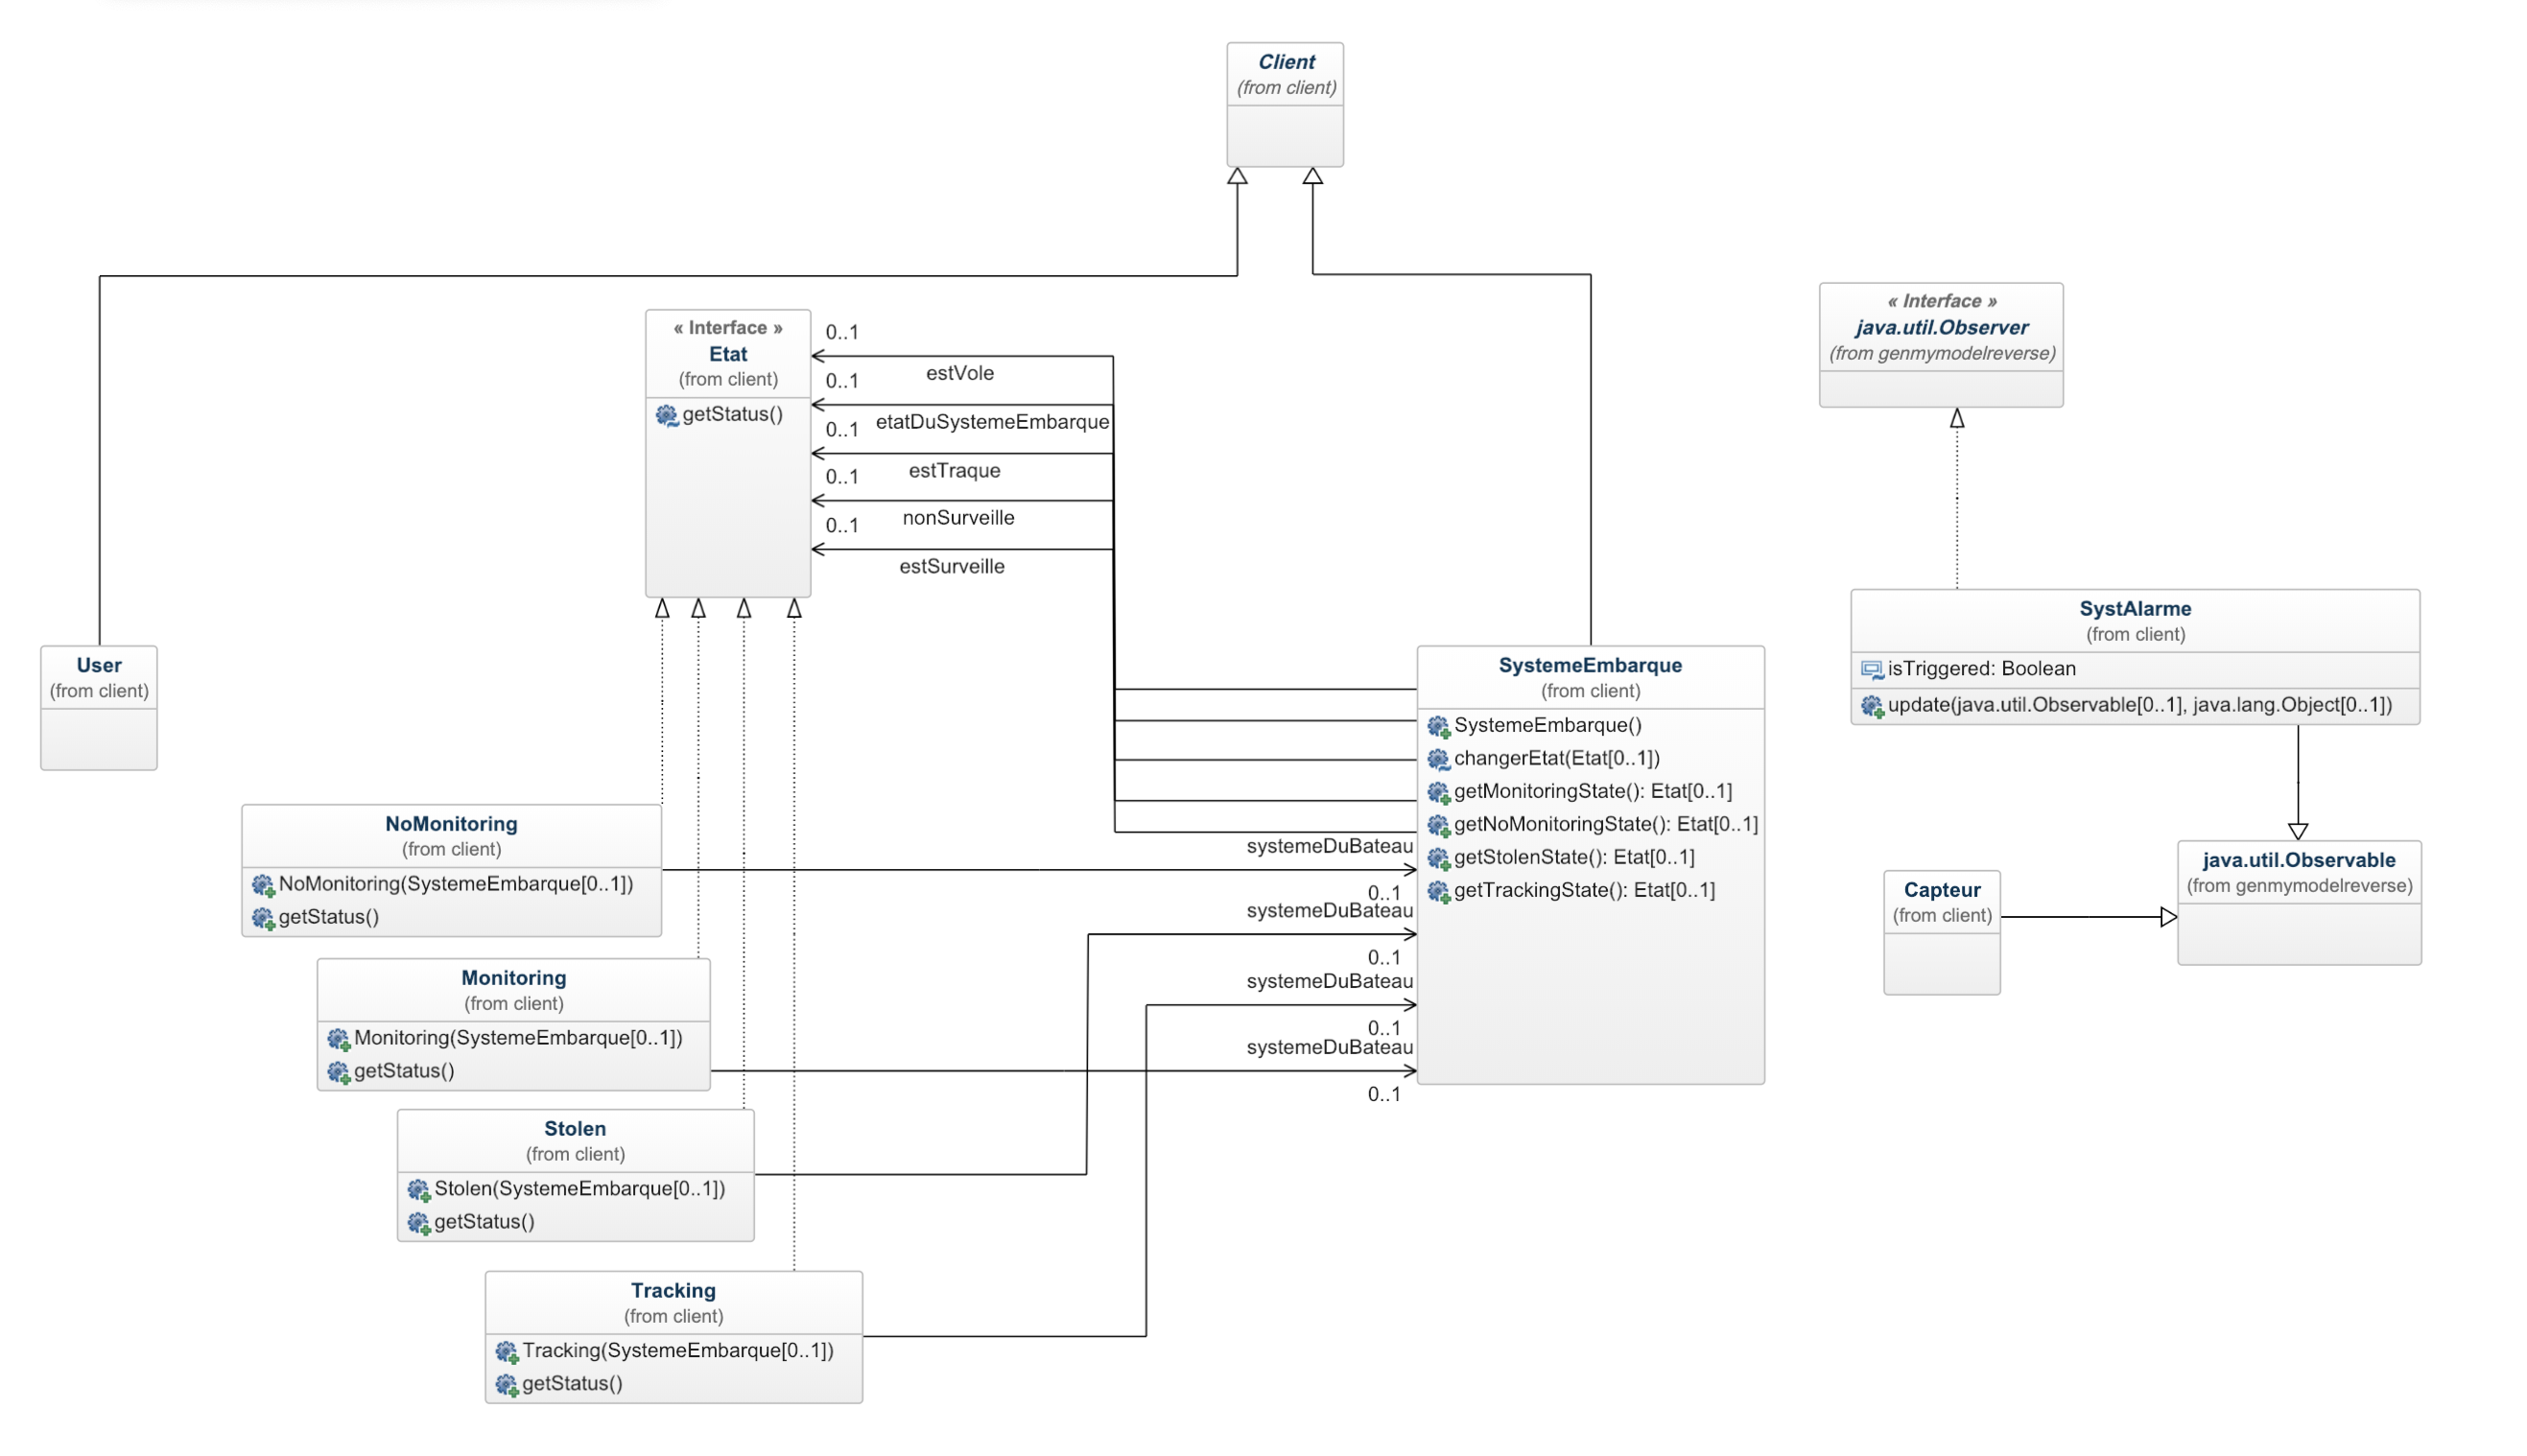 Client
(from client)
« Interface »
java.util.Observer
(from genmymodelreverse)
« Interface »
Etat
(from client)
getStatus()
0..1
estVole
0..1
etatDuSystemeEmbarque
0..1
estTraque
0..1
nonSurveille
0..1
estSurveille
User
(from client)
SystemeEmbarque
(from client)
SystemeEmbarque()
changerEtat(Etat[0..1])
getMonitoringState(): Etat[0..1]
getNoMonitoringState(): Etat[0..1]
getStolenState(): Etat[0..1]
getTrackingState(): Etat[0..1]
SystAlarme
(from client)
isTriggered: Boolean
update(java.util.Observable[0..1], java.lang.Object[0..1])
NoMonitoring
(from client)
NoMonitoring(SystemeEmbarque[0..1])
getStatus()
systemeDuBateau
0..1
systemeDuBateau
0..1
systemeDuBateau
0..1
systemeDuBateau
0..1
Capteur
(from client)
java.util.Observable
(from genmymodelreverse)
Monitoring
(from client)
Monitoring(SystemeEmbarque[0..1])
getStatus()
Stolen
(from client)
Stolen(SystemeEmbarque[0..1])
getStatus()
Tracking
(from client)
Tracking(SystemeEmbarque[0..1])
getStatus()